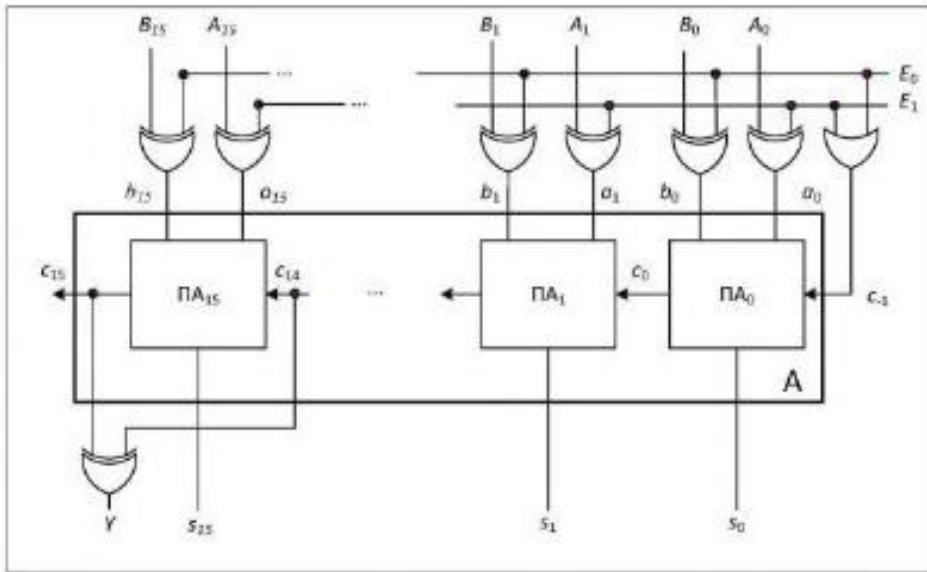 B₁₅ A₁₅ B₁ A₁ B₀ A₀
... E₀
... E₁
b₁₅ a₁₅ b₁ a₁ b₀ a₀
c₁₅ c₁₄ c₀ c₋₁
ПА₁₅ ... ПА₁ ПА₀
A
Y s₁₅ s₁ s₀